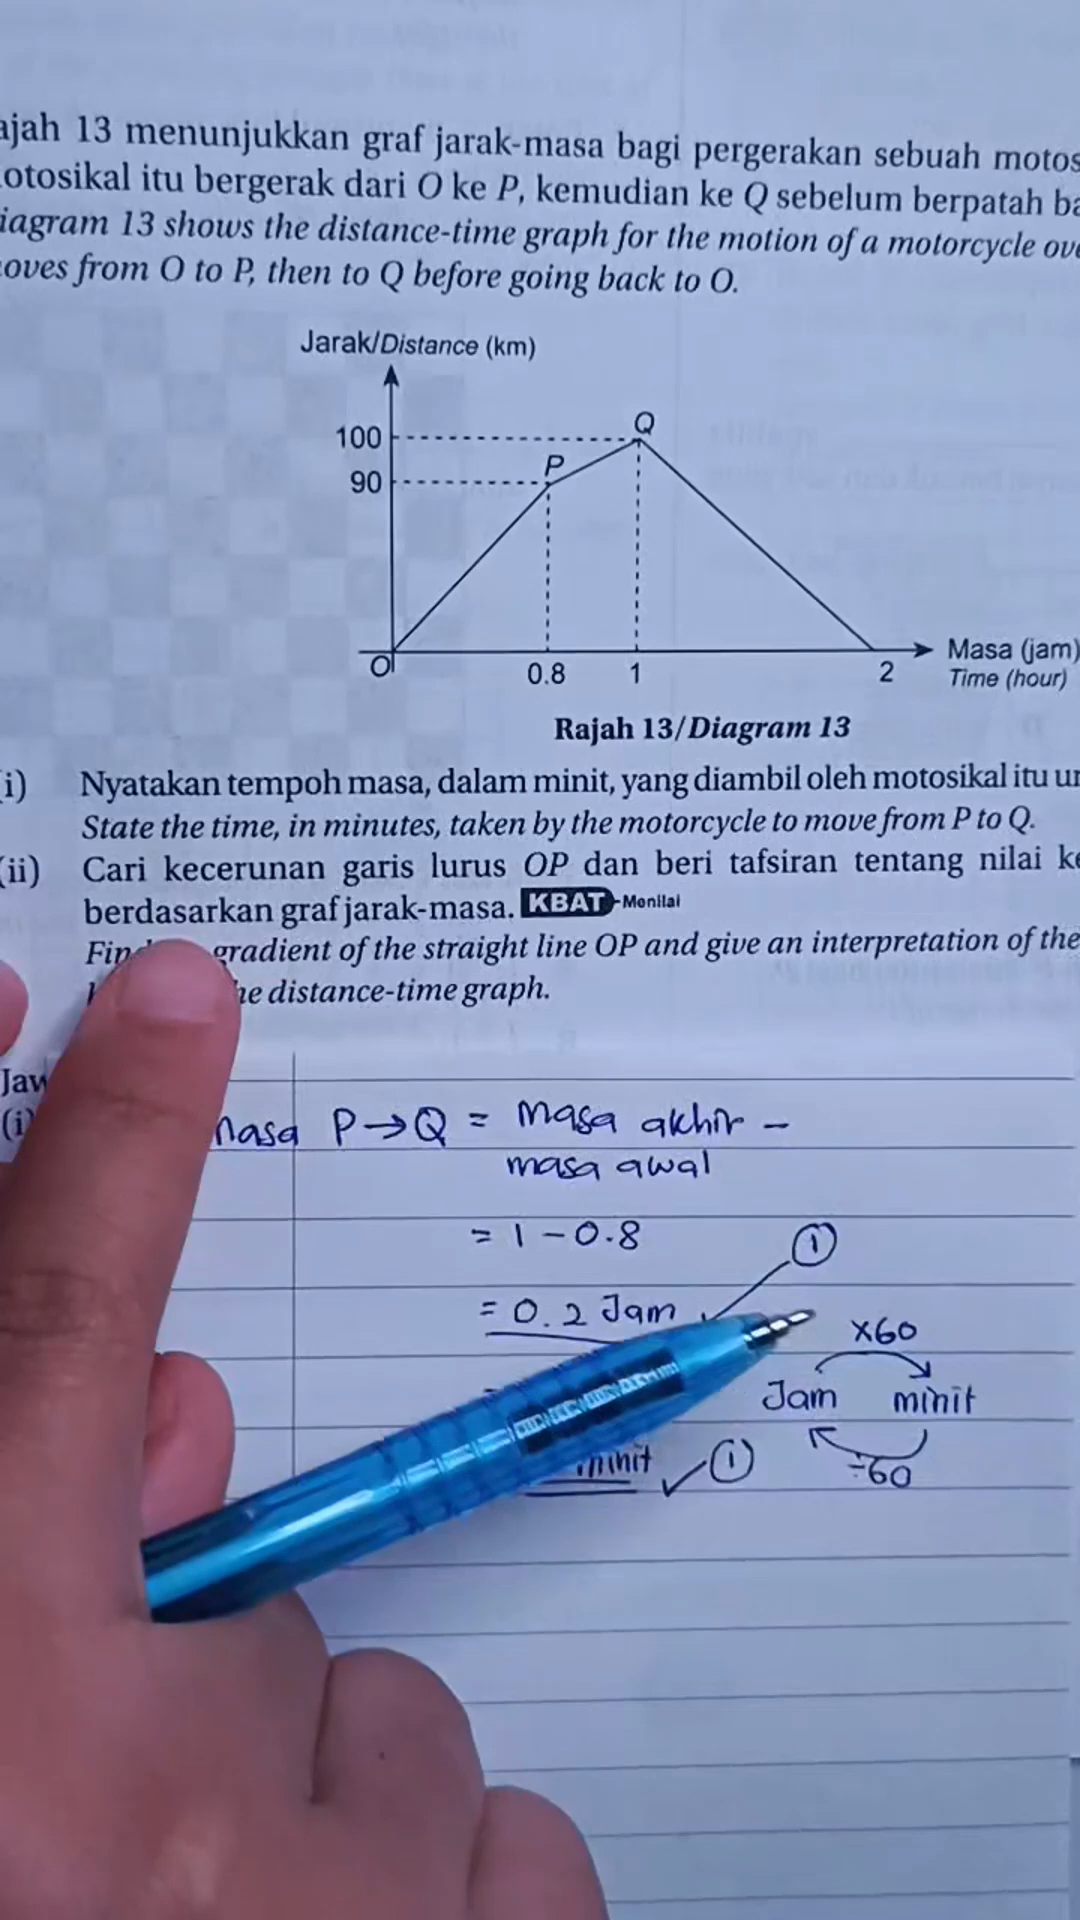 ajah 13 menunjukkan graf jarak-masa bagi pergerakan sebuah motos
otosikal itu bergerak dari O ke P, kemudian ke Q sebelum berpatah ba
iagram 13 shows the distance-time graph for the motion of a motorcycle ove
oves from O to P, then to Q before going back to O.
Jarak/Distance (km)
100
Q
90
P
O
0.8
1
2
Masa (jam)
Time (hour)
Rajah 13/Diagram 13
i) Nyatakan tempoh masa, dalam minit, yang diambil oleh motosikal itu un
State the time, in minutes, taken by the motorcycle to move from P to Q.
(ii) Cari kecerunan garis lurus OP dan beri tafsiran tentang nilai ke
berdasarkan graf jarak-masa. KBAT Menilai
Fin gradient of the straight line OP and give an interpretation of the
he distance-time graph.
Jaw
(i)
masa P→Q = Masa akhir –
masa awal
= 1 – 0.8
1
= 0.2 Jam
×60
Jam minit
minit ✓ 1
÷60